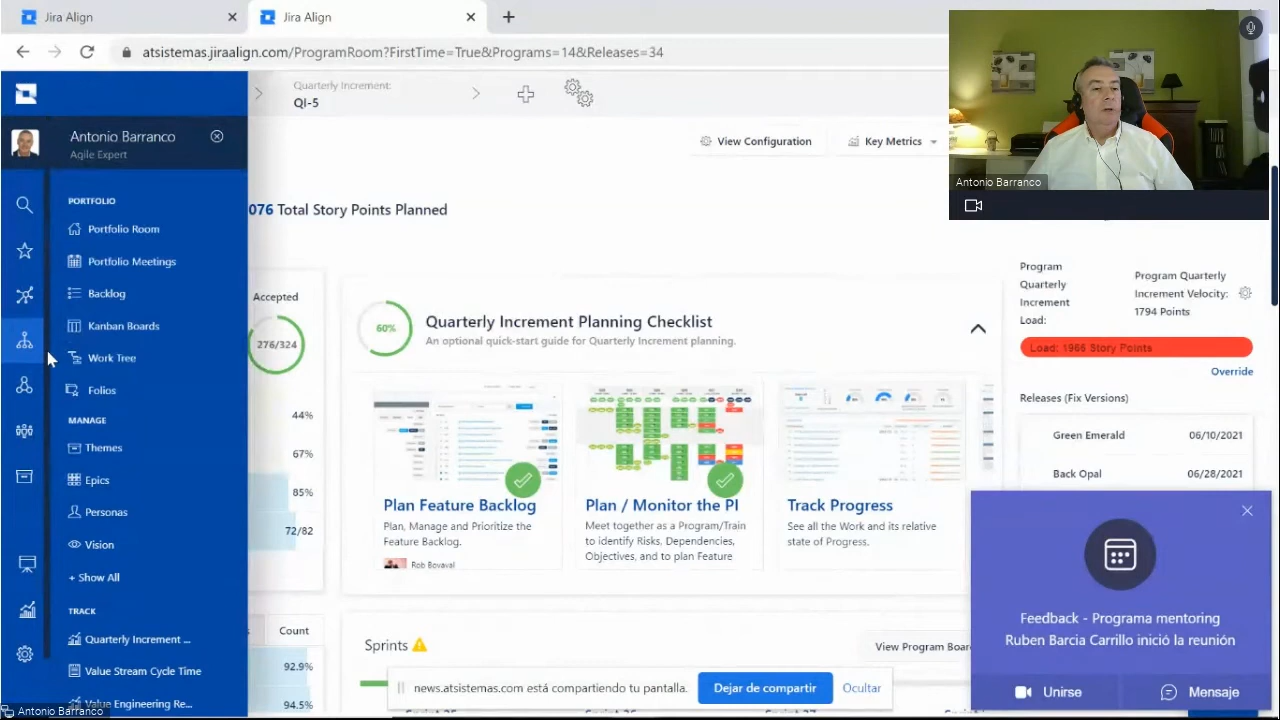 Jira Align
Jira Align
atsistemas.jiraalign.com/ProgramRoom?FirstTime=True&Programs=14&Releases=34
Quarterly Increment:
QI-5
Antonio Barranco
Agile Expert
View Configuration
Key Metrics
Antonio Barranco
PORTFOLIO
Portfolio Room
Portfolio Meetings
Backlog
Kanban Boards
Work Tree
Folios
MANAGE
Themes
Epics
Personas
Vision
+ Show All
TRACK
Quarterly Increment ...
Value Stream Cycle Time
Value Engineering Re...
Antonio Barranco
076 Total Story Points Planned
Accepted
276/324
44%
67%
85%
72/82
Count
92.9%
94.5%
60%
Quarterly Increment Planning Checklist
An optional quick-start guide for Quarterly Increment planning.
Plan Feature Backlog
Plan, Manage and Prioritize the
Feature Backlog.
Rob Bovaval
Plan / Monitor the PI
Meet together as a Program/Train
to identify Risks, Dependencies,
Objectives, and to plan Feature
Track Progress
See all the Work and its relative
state of Progress.
Sprints
View Program Boar
Program
Quarterly
Increment
Load:
Program Quarterly
Increment Velocity:
1794 Points
Load: 1966 Story Points
Override
Releases (Fix Versions)
Green Emerald 06/10/2021
Back Opal 06/28/2021
Feedback - Programa mentoring
Ruben Barcia Carrillo inició la reunión
Unirse
Mensaje
news.atsistemas.com está compartiendo tu pantalla.
Dejar de compartir
Ocultar